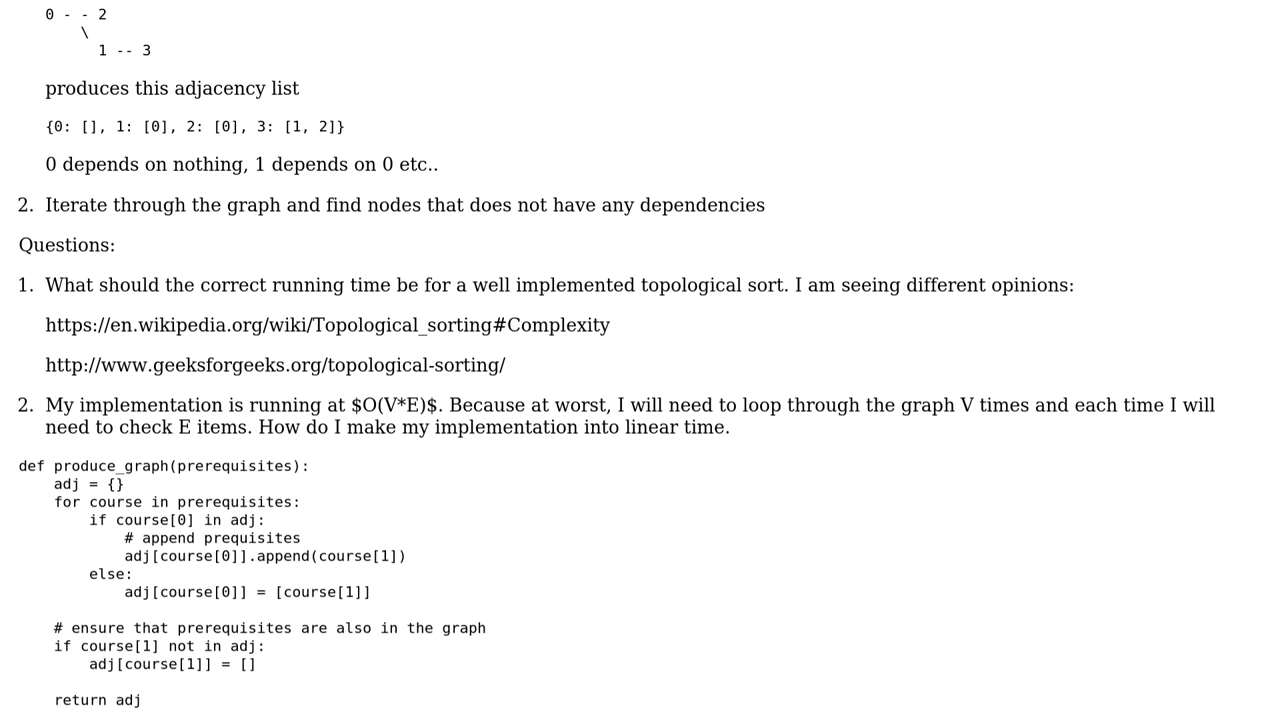 0 - - 2
    \
      1 -- 3
produces this adjacency list
{0: [], 1: [0], 2: [0], 3: [1, 2]}
0 depends on nothing, 1 depends on 0 etc..
2. Iterate through the graph and find nodes that does not have any dependencies
Questions:
1. What should the correct running time be for a well implemented topological sort. I am seeing different opinions:
https://en.wikipedia.org/wiki/Topological_sorting#Complexity
http://www.geeksforgeeks.org/topological-sorting/
2. My implementation is running at $O(V*E)$. Because at worst, I will need to loop through the graph V times and each time I will
need to check E items. How do I make my implementation into linear time.
def produce_graph(prerequisites):
    adj = {}
    for course in prerequisites:
        if course[0] in adj:
            # append prequisites
            adj[course[0]].append(course[1])
        else:
            adj[course[0]] = [course[1]]
    # ensure that prerequisites are also in the graph
    if course[1] not in adj:
        adj[course[1]] = []
    return adj